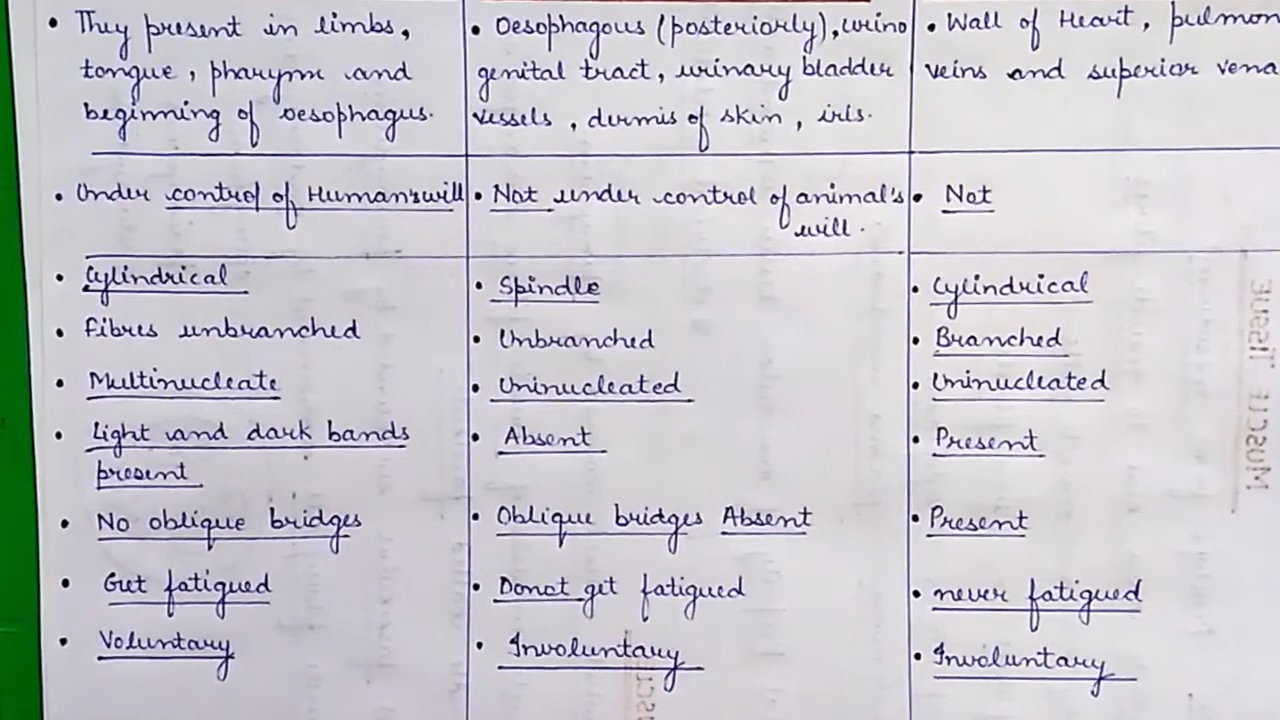 • They present in limbs,
tongue, pharynx and
beginning of oesophagus.
• Oesophagous (posteriorly), urino
genital tract, urinary bladder
vessels, dermis of skin, iris.
• Wall of Heart, pulmon
veins and superior vena
• Under control of Human's will
• Not under control of animal's
will.
• Not
• Cylindrical
• Spindle
• Cylindrical
• fibres unbranched
• Unbranched
• Branched
• Multinucleate
• Uninucleated
• Uninucleated
• Light and dark bands
present
• Absent
• Present
• No oblique bridges
• Oblique bridges Absent
• Present
• Get fatigued
• Donot get fatigued
• never fatigued
• Voluntary
• Involuntary
• Involuntary
MUSCLE TISSUE